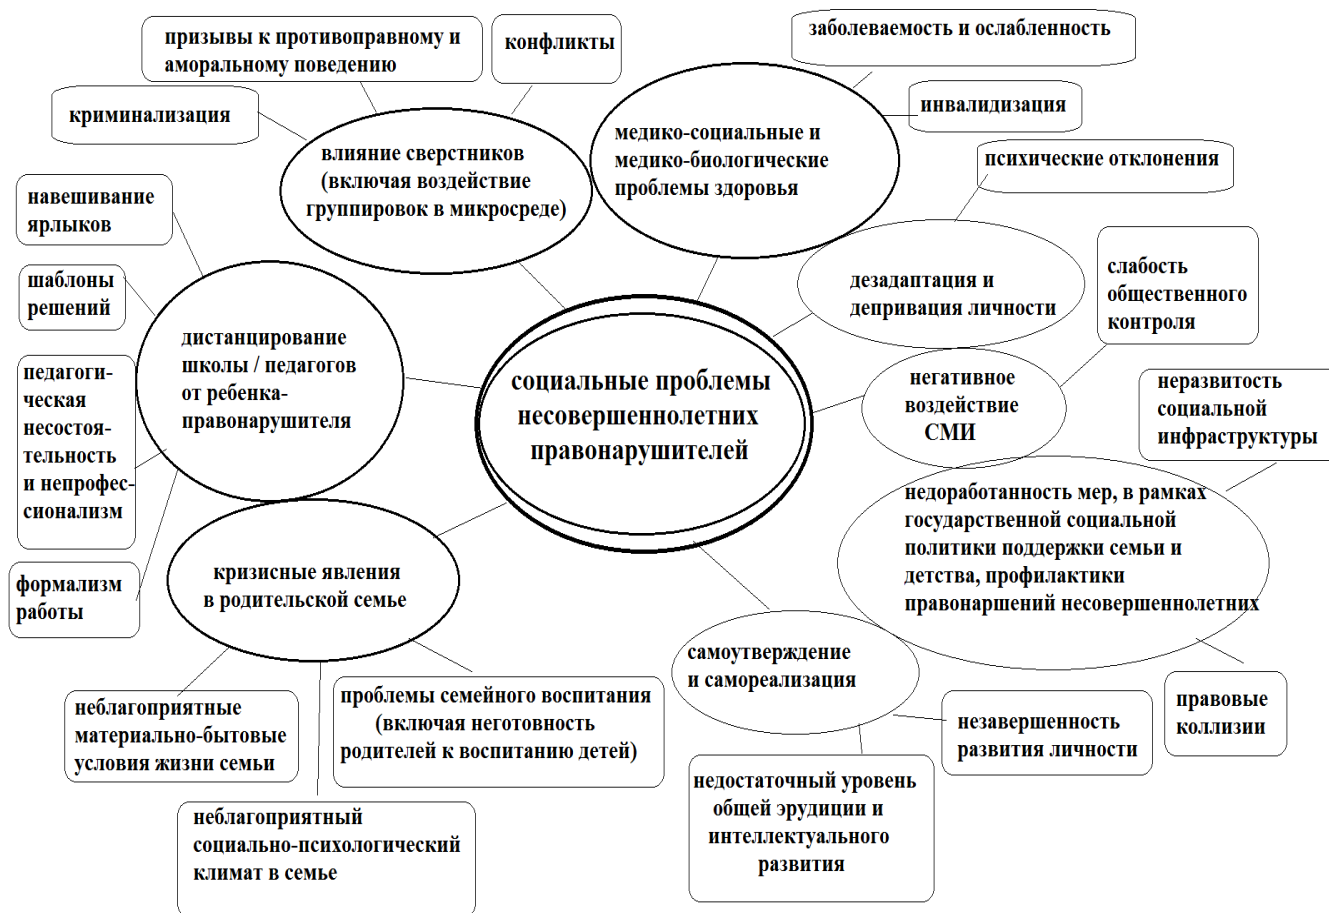 призывы к противоправному и
аморальному поведению
конфликты
заболеваемость и ослабленность
криминализация
инвалидизация
влияние сверстников
(включая воздействие
группировок в микросреде)
медико-социальные и
медико-биологические
проблемы здоровья
психические отклонения
навешивание
ярлыков
шаблоны
решений
дезадаптация и
депривация личности
слабость
общественного
контроля
дистанцирование
школы / педагогов
от ребенка-
правонарушителя
социальные проблемы
несовершеннолетних
правонарушителей
негативное
воздействие
СМИ
неразвитость
социальной
инфраструктуры
педагоги-
ческая
несостоя-
тельность
и непрофес-
сионализм
недоработанность мер, в рамках
государственной социальной
политики поддержки семьи и
детства, профилактики
правонаршений несовершеннолетних
формализм
работы
кризисные явления
в родительской семье
самоутверждение
и самореализация
неблагоприятные
материально-бытовые
условия жизни семьи
проблемы семейного воспитания
(включая неготовность
родителей к воспитанию детей)
незавершенность
развития личности
правовые
коллизии
неблагоприятный
социально-психологический
климат в семье
недостаточный уровень
общей эрудиции и
интеллектуального
развития